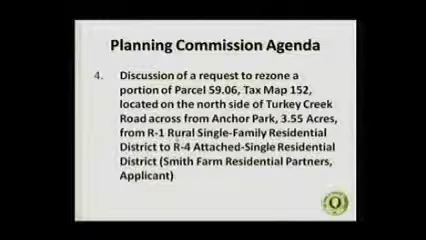 Planning Commission Agenda
4. Discussion of a request to rezone a
portion of Parcel 59.06, Tax Map 152,
located on the north side of Turkey Creek
Road across from Anchor Park, 3.55 Acres,
from R-1 Rural Single-Family Residential
District to R-4 Attached-Single Residential
District (Smith Farm Residential Partners,
Applicant)